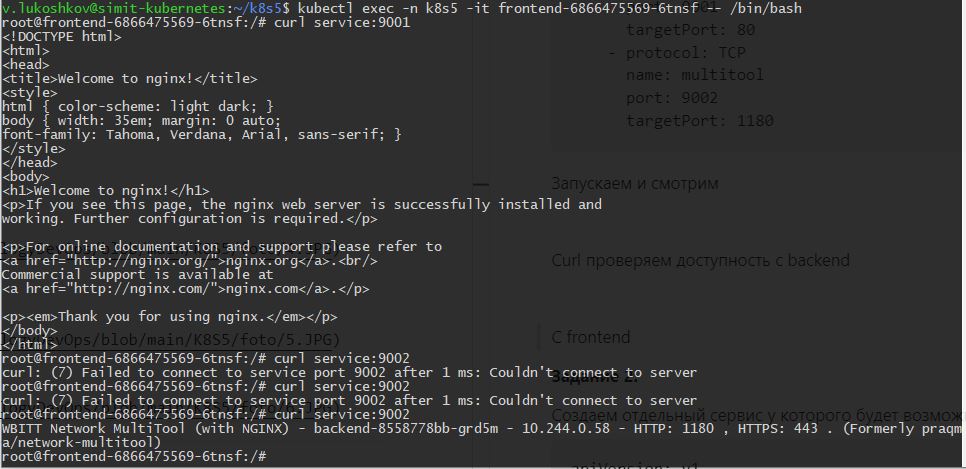 v.lukoshkov@simit-kubernetes:~/k8s5$ kubectl exec -n k8s -it frontend-6866475569-6tnsf -- /bin/bash
root@frontend-6866475569-6tnsf:/# curl service:9001
<!DOCTYPE html>
<html>
<head>
<title>Welcome to nginx!</title>
<style>
html { color-scheme: light dark; }
body { width: 35em; margin: 0 auto;
font-family: Tahoma, Verdana, Arial, sans-serif; }
</style>
</head>
<body>
<h1>Welcome to nginx!</h1>
<p>If you see this page, the nginx web server is successfully installed and
working. Further configuration is required.</p>
<p>For online documentation and support please refer to
<a href="http://nginx.org/">nginx.org</a>.<br/>
Commercial support is available at
<a href="http://nginx.com/">nginx.com</a>.</p>
<p><em>Thank you for using nginx.</em></p>
</body>
</html>
root@frontend-6866475569-6tnsf:/# curl service:9002
curl: (7) Failed to connect to service port 9002 after 1 ms: Couldn't connect to server
root@frontend-6866475569-6tnsf:/# curl service:9002
curl: (7) Failed to connect to service port 9002 after 1 ms: Couldn't connect to server
root@frontend-6866475569-6tnsf:/# curl service:9002
WBITT Network MultiTool (with NGINX) - backend-8558778bb-grd5m - 10.244.0.58 - HTTP: 1180 , HTTPS: 443 . (Formerly praqm
a/network-multitool)
root@frontend-6866475569-6tnsf:/#
targetPort: 80
- protocol: TCP
name: multitool
port: 9002
targetPort: 1180
Запускаем и смотрим
Curl проверяем доступность с backend
/blob/main/K8S5/foto/5.JPG)
С frontend
Задание 2.
Создаем отдельный сервис у которого будет возмож
apiVersion: v1